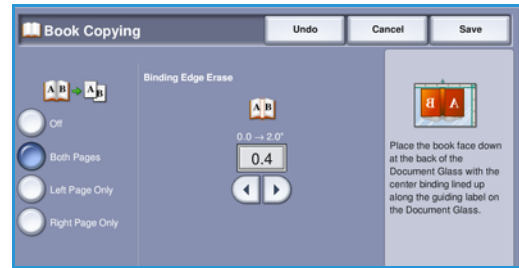 Book Copying
Undo
Cancel
Save
A B → A B
Off
Both Pages
Left Page Only
Right Page Only
Binding Edge Erase
A B
0.0 → 2.0"
0.4
B A
Place the book face down
at the back of the
Document Glass with the
center binding lined up
along the guiding label on
the Document Glass.